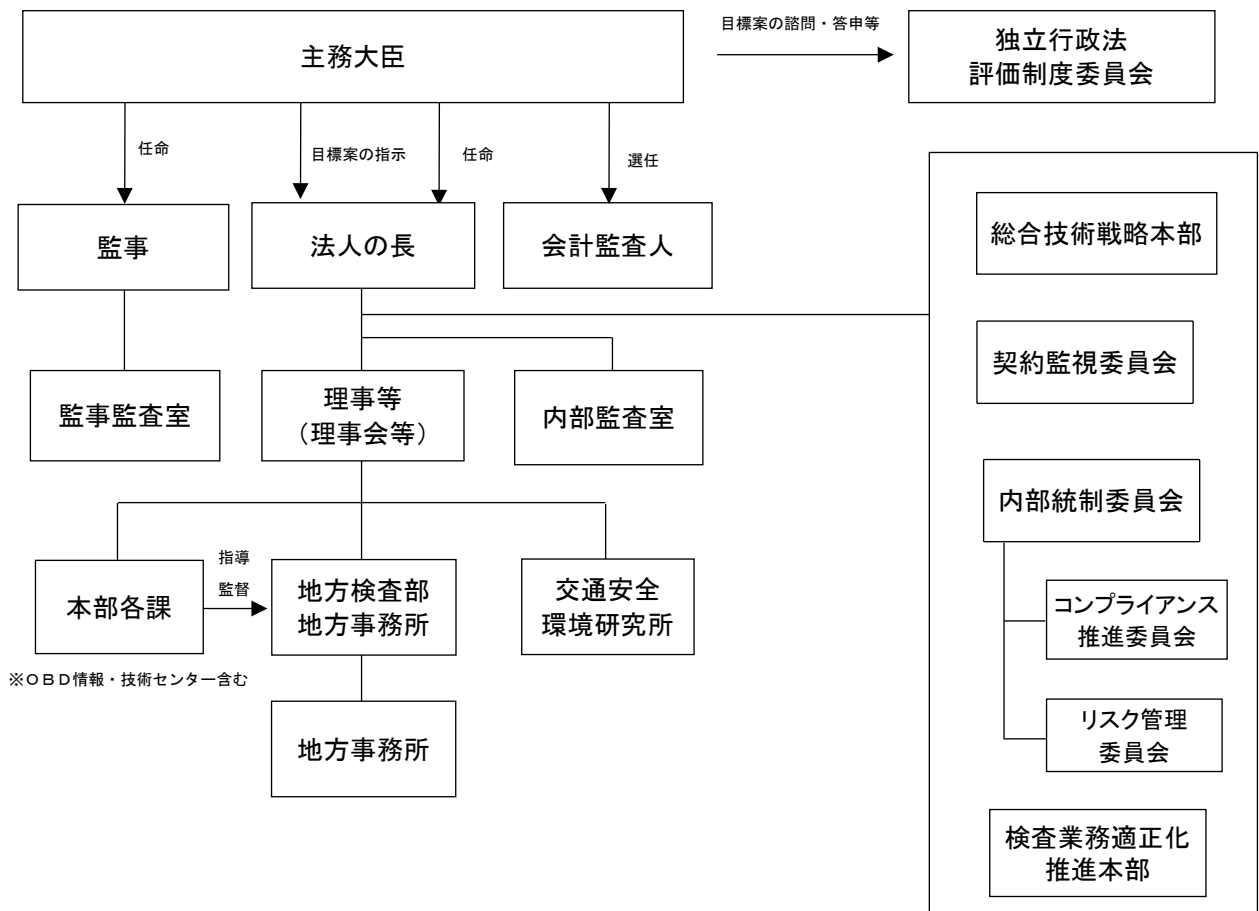 主務大臣
目標案の諮問・答申等
独立行政法
評価制度委員会
任命
目標案の指示
任命
選任
監事
法人の長
会計監査人
総合技術戦略本部
契約監視委員会
監事監査室
理事等
（理事会等）
内部監査室
内部統制委員会
本部各課
指導
監督
地方検査部
地方事務所
交通安全
環境研究所
コンプライアンス
推進委員会
※ＯＢＤ情報・技術センター含む
地方事務所
リスク管理
委員会
検査業務適正化
推進本部